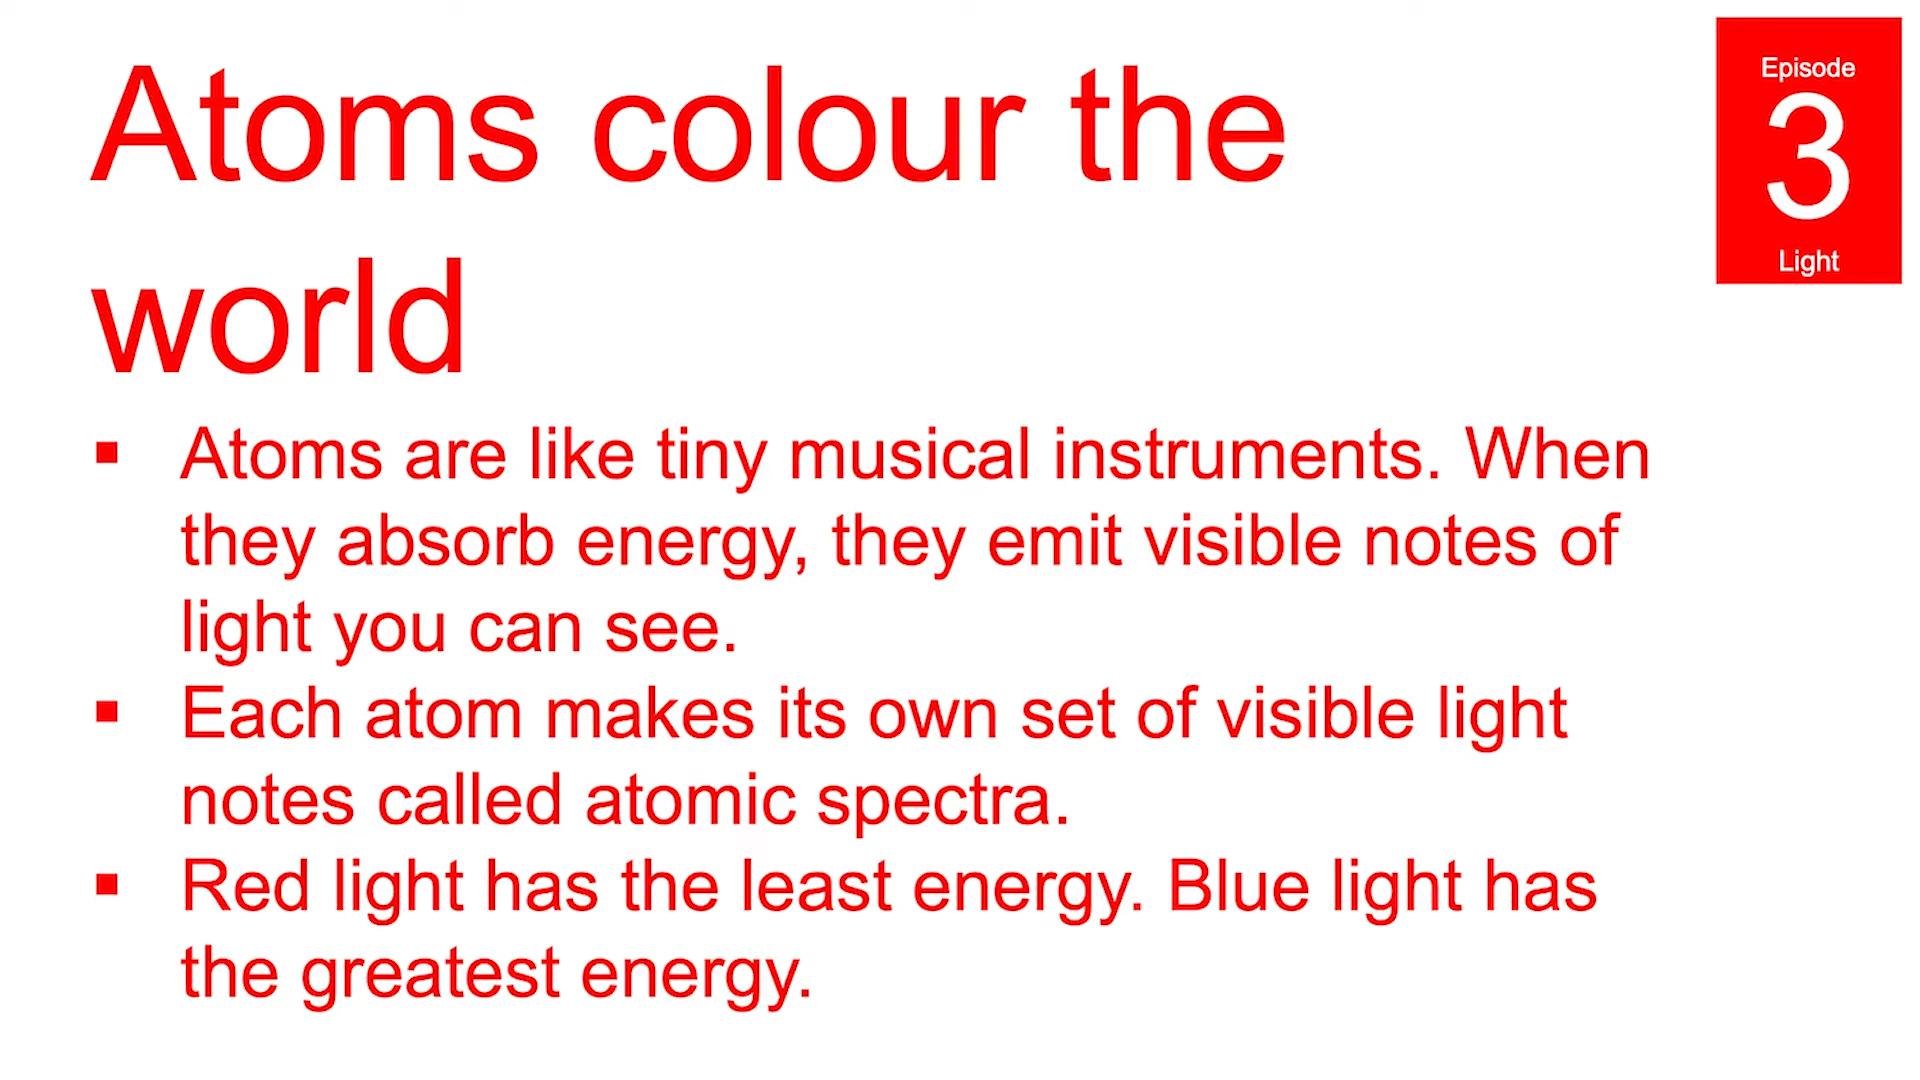 Atoms colour the
world
Episode
3
Light
▪ Atoms are like tiny musical instruments. When
they absorb energy, they emit visible notes of
light you can see.
▪ Each atom makes its own set of visible light
notes called atomic spectra.
▪ Red light has the least energy. Blue light has
the greatest energy.